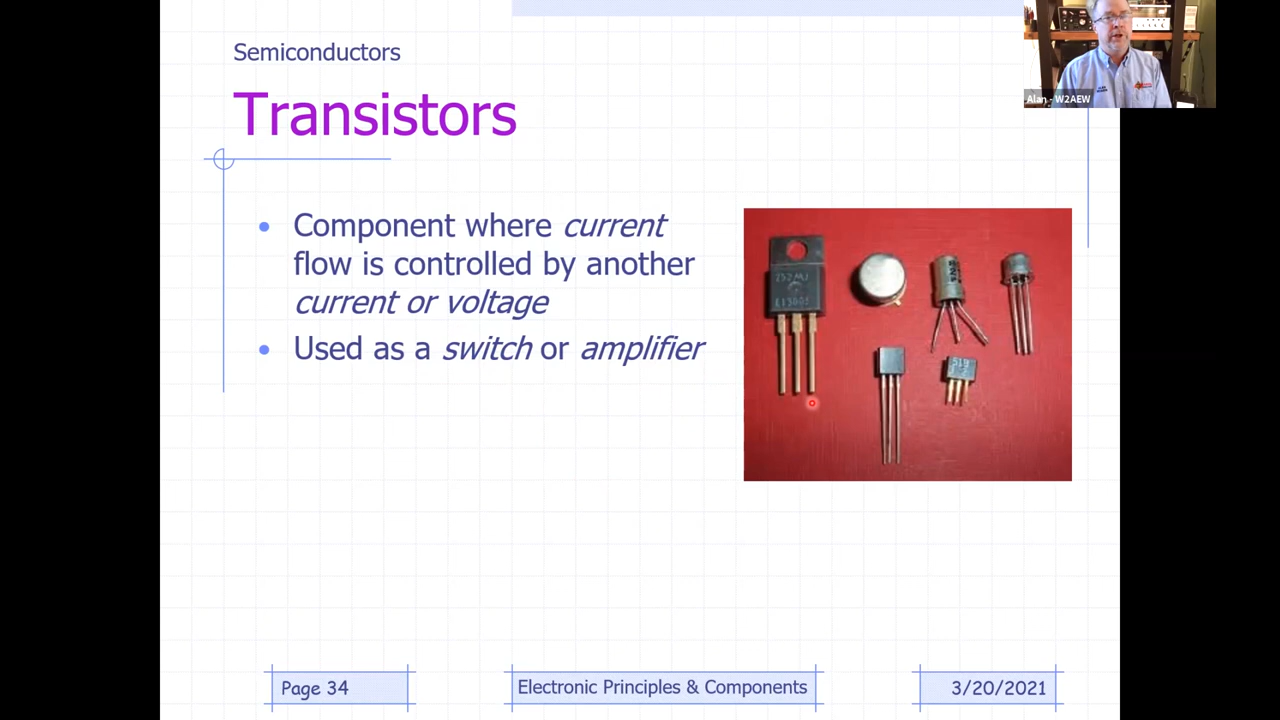 Semiconductors
Transistors
Alan - W2AEW
• Component where current
flow is controlled by another
current or voltage
• Used as a switch or amplifier
Page 34
Electronic Principles & Components
3/20/2021